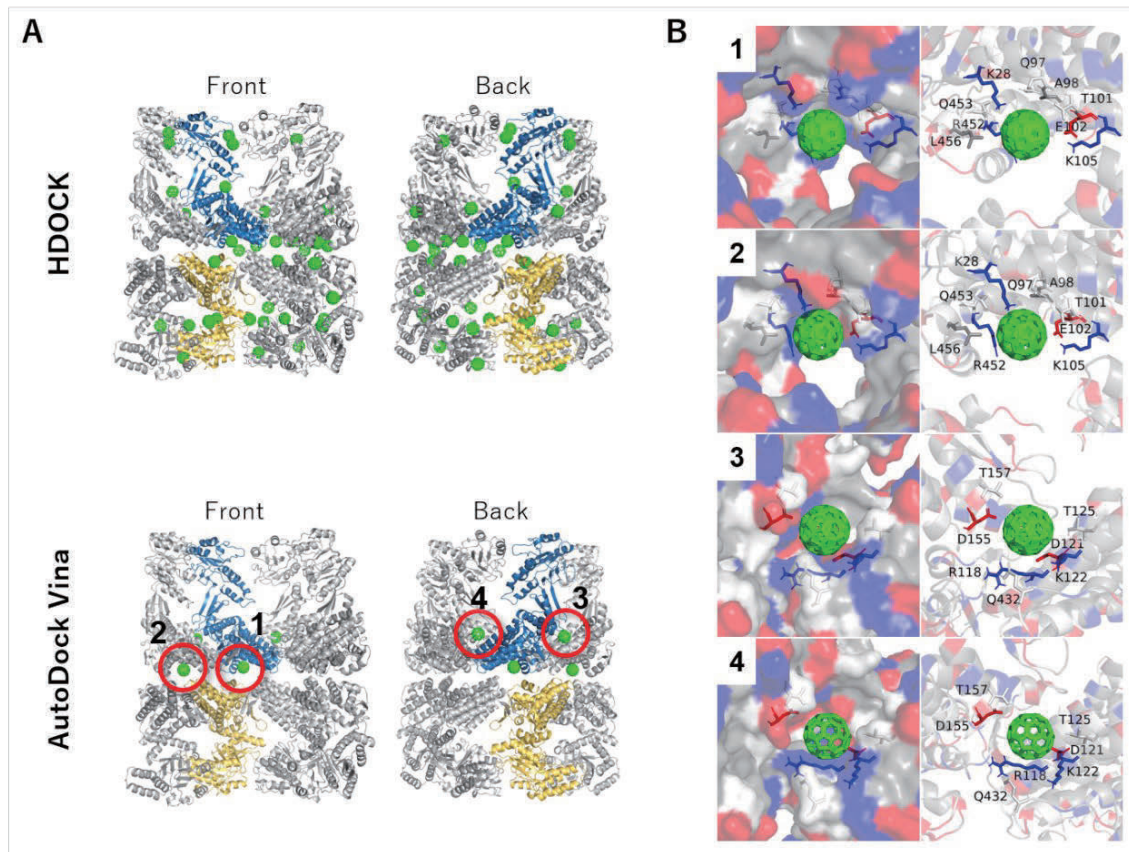 A
Front
Back
HDOCK
Front
Back
AutoDock Vina
2
1
4
3
B
1
Q97
K28
A98
T101
Q453
R452
E102
L456
K105
2
K28
Q97
A98
Q453
T101
E102
L456
R452
K105
3
T157
T125
D155
D121
R118
K122
Q432
4
T157
T125
D155
D121
R118
K122
Q432